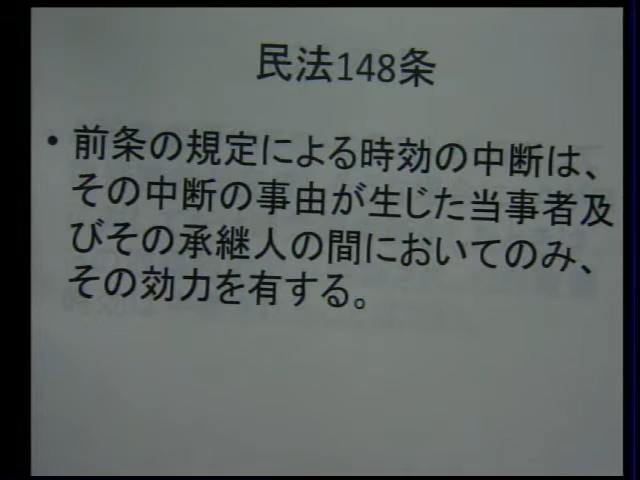 民法148条
• 前条の規定による時効の中断は、
その中断の事由が生じた当事者及
びその承継人の間においてのみ、
その効力を有する。